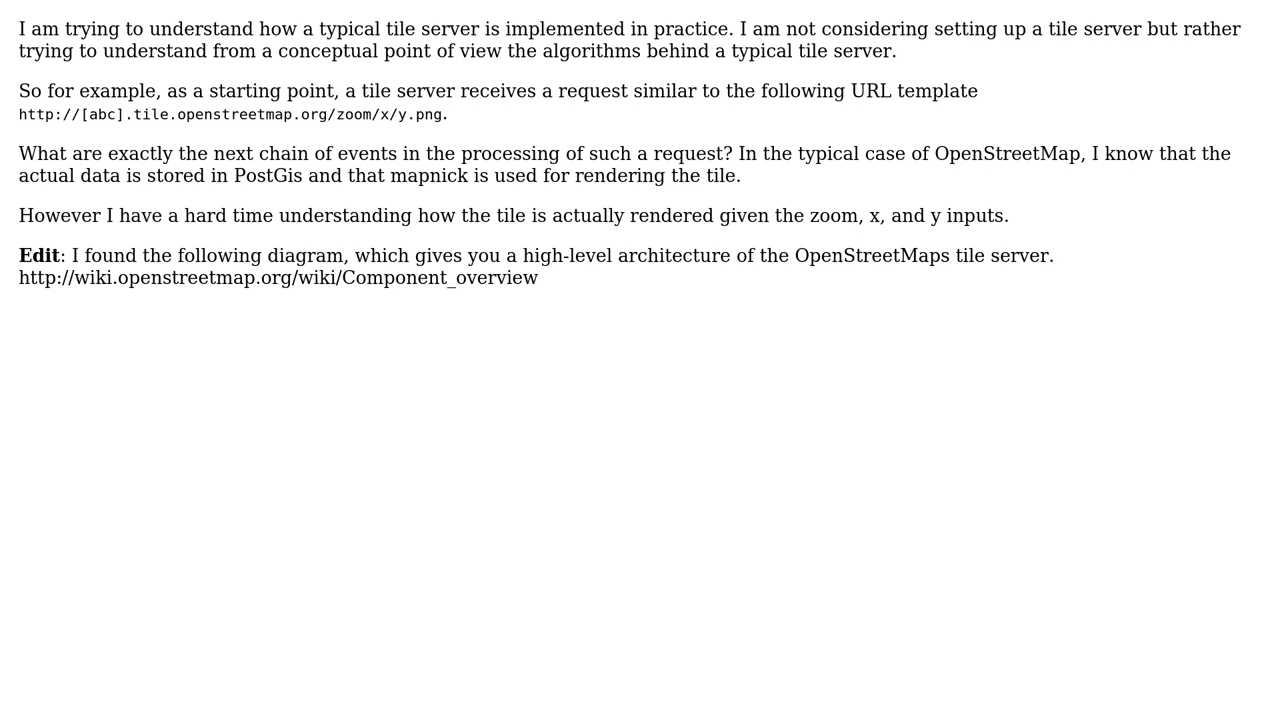 I am trying to understand how a typical tile server is implemented in practice. I am not considering setting up a tile server but rather
trying to understand from a conceptual point of view the algorithms behind a typical tile server.
So for example, as a starting point, a tile server receives a request similar to the following URL template
http://[abc].tile.openstreetmap.org/zoom/x/y.png.
What are exactly the next chain of events in the processing of such a request? In the typical case of OpenStreetMap, I know that the
actual data is stored in PostGis and that mapnick is used for rendering the tile.
However I have a hard time understanding how the tile is actually rendered given the zoom, x, and y inputs.
Edit: I found the following diagram, which gives you a high-level architecture of the OpenStreetMaps tile server.
http://wiki.openstreetmap.org/wiki/Component_overview